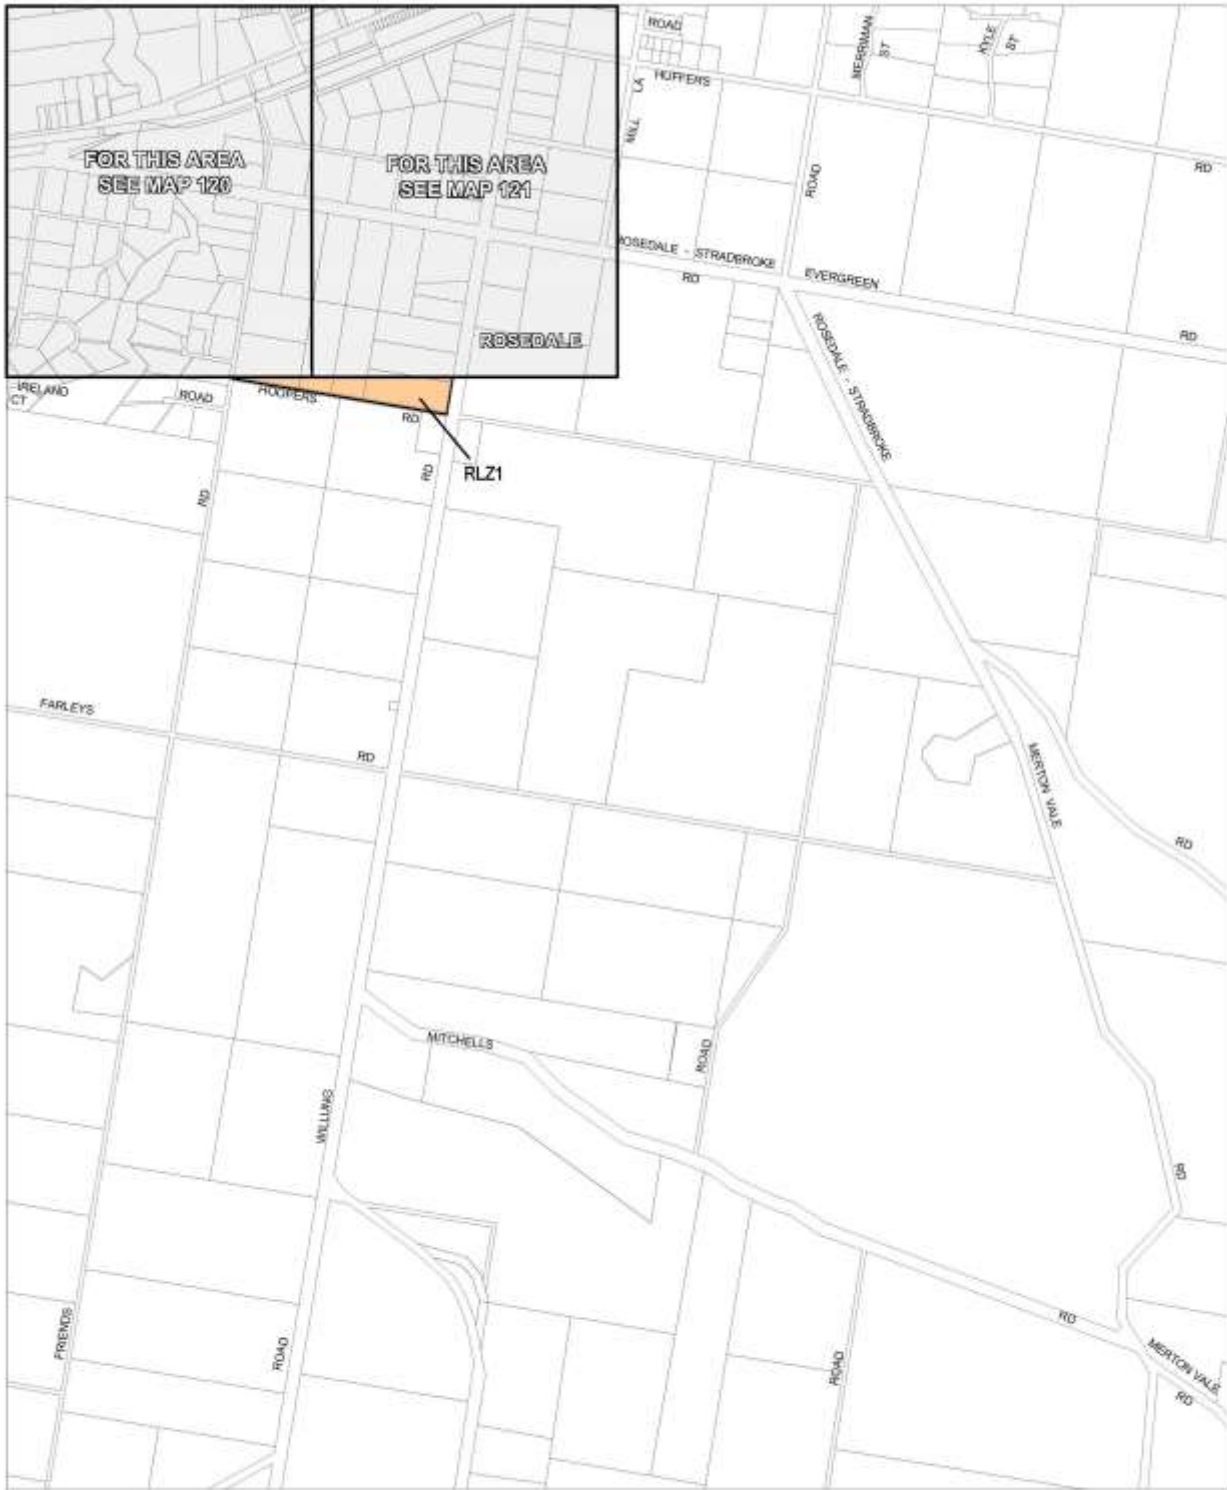 ROAD
MERRIMAN
ST
KYLE
ST
HUFFERS
LA
MILL
RD
ROAD
FOR THIS AREA
SEE MAP 120
FOR THIS AREA
SEE MAP 121
ROSEDALE - STRADBROKE
RD
EVERGREEN
RD
ROSEDALE
ROSEDALE - STRADBROKE
IRELAND
CT
ROAD
HOOPERS
RD
RLZ1
RD
RD
FARLEYS
RD
MERTON VALE
RD
MITCHELLS
ROAD
WILLUNG
RD
FRIENDS
ROAD
RD
ROAD
MERTON VALE
RD